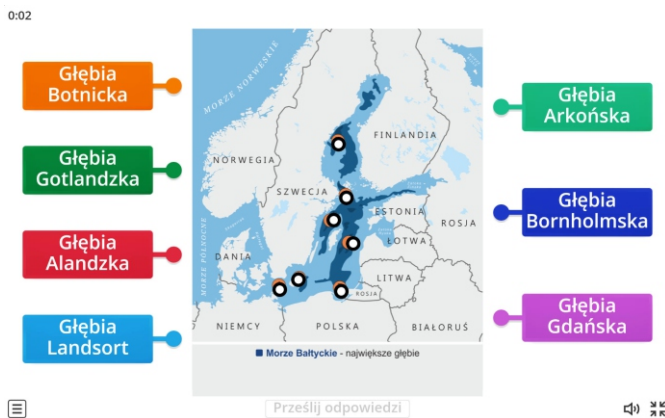 0:02
Głębia
Botnicka
Głębia
Gotlandzka
Głębia
Alandzka
Głębia
Landsort
MORZE NORWESKIE
FINLANDIA
NORWEGIA
SZWECJA
ESTONIA
ROSJA
ŁOTWA
MORZE PÓŁNOCNE
DANIA
LITWA
ROSJA
NIEMCY
POLSKA
BIAŁORUŚ
Morze Bałtyckie - największe głębie
Głębia
Arkońska
Głębia
Bornholmska
Głębia
Gdańska
Prześlij odpowiedzi